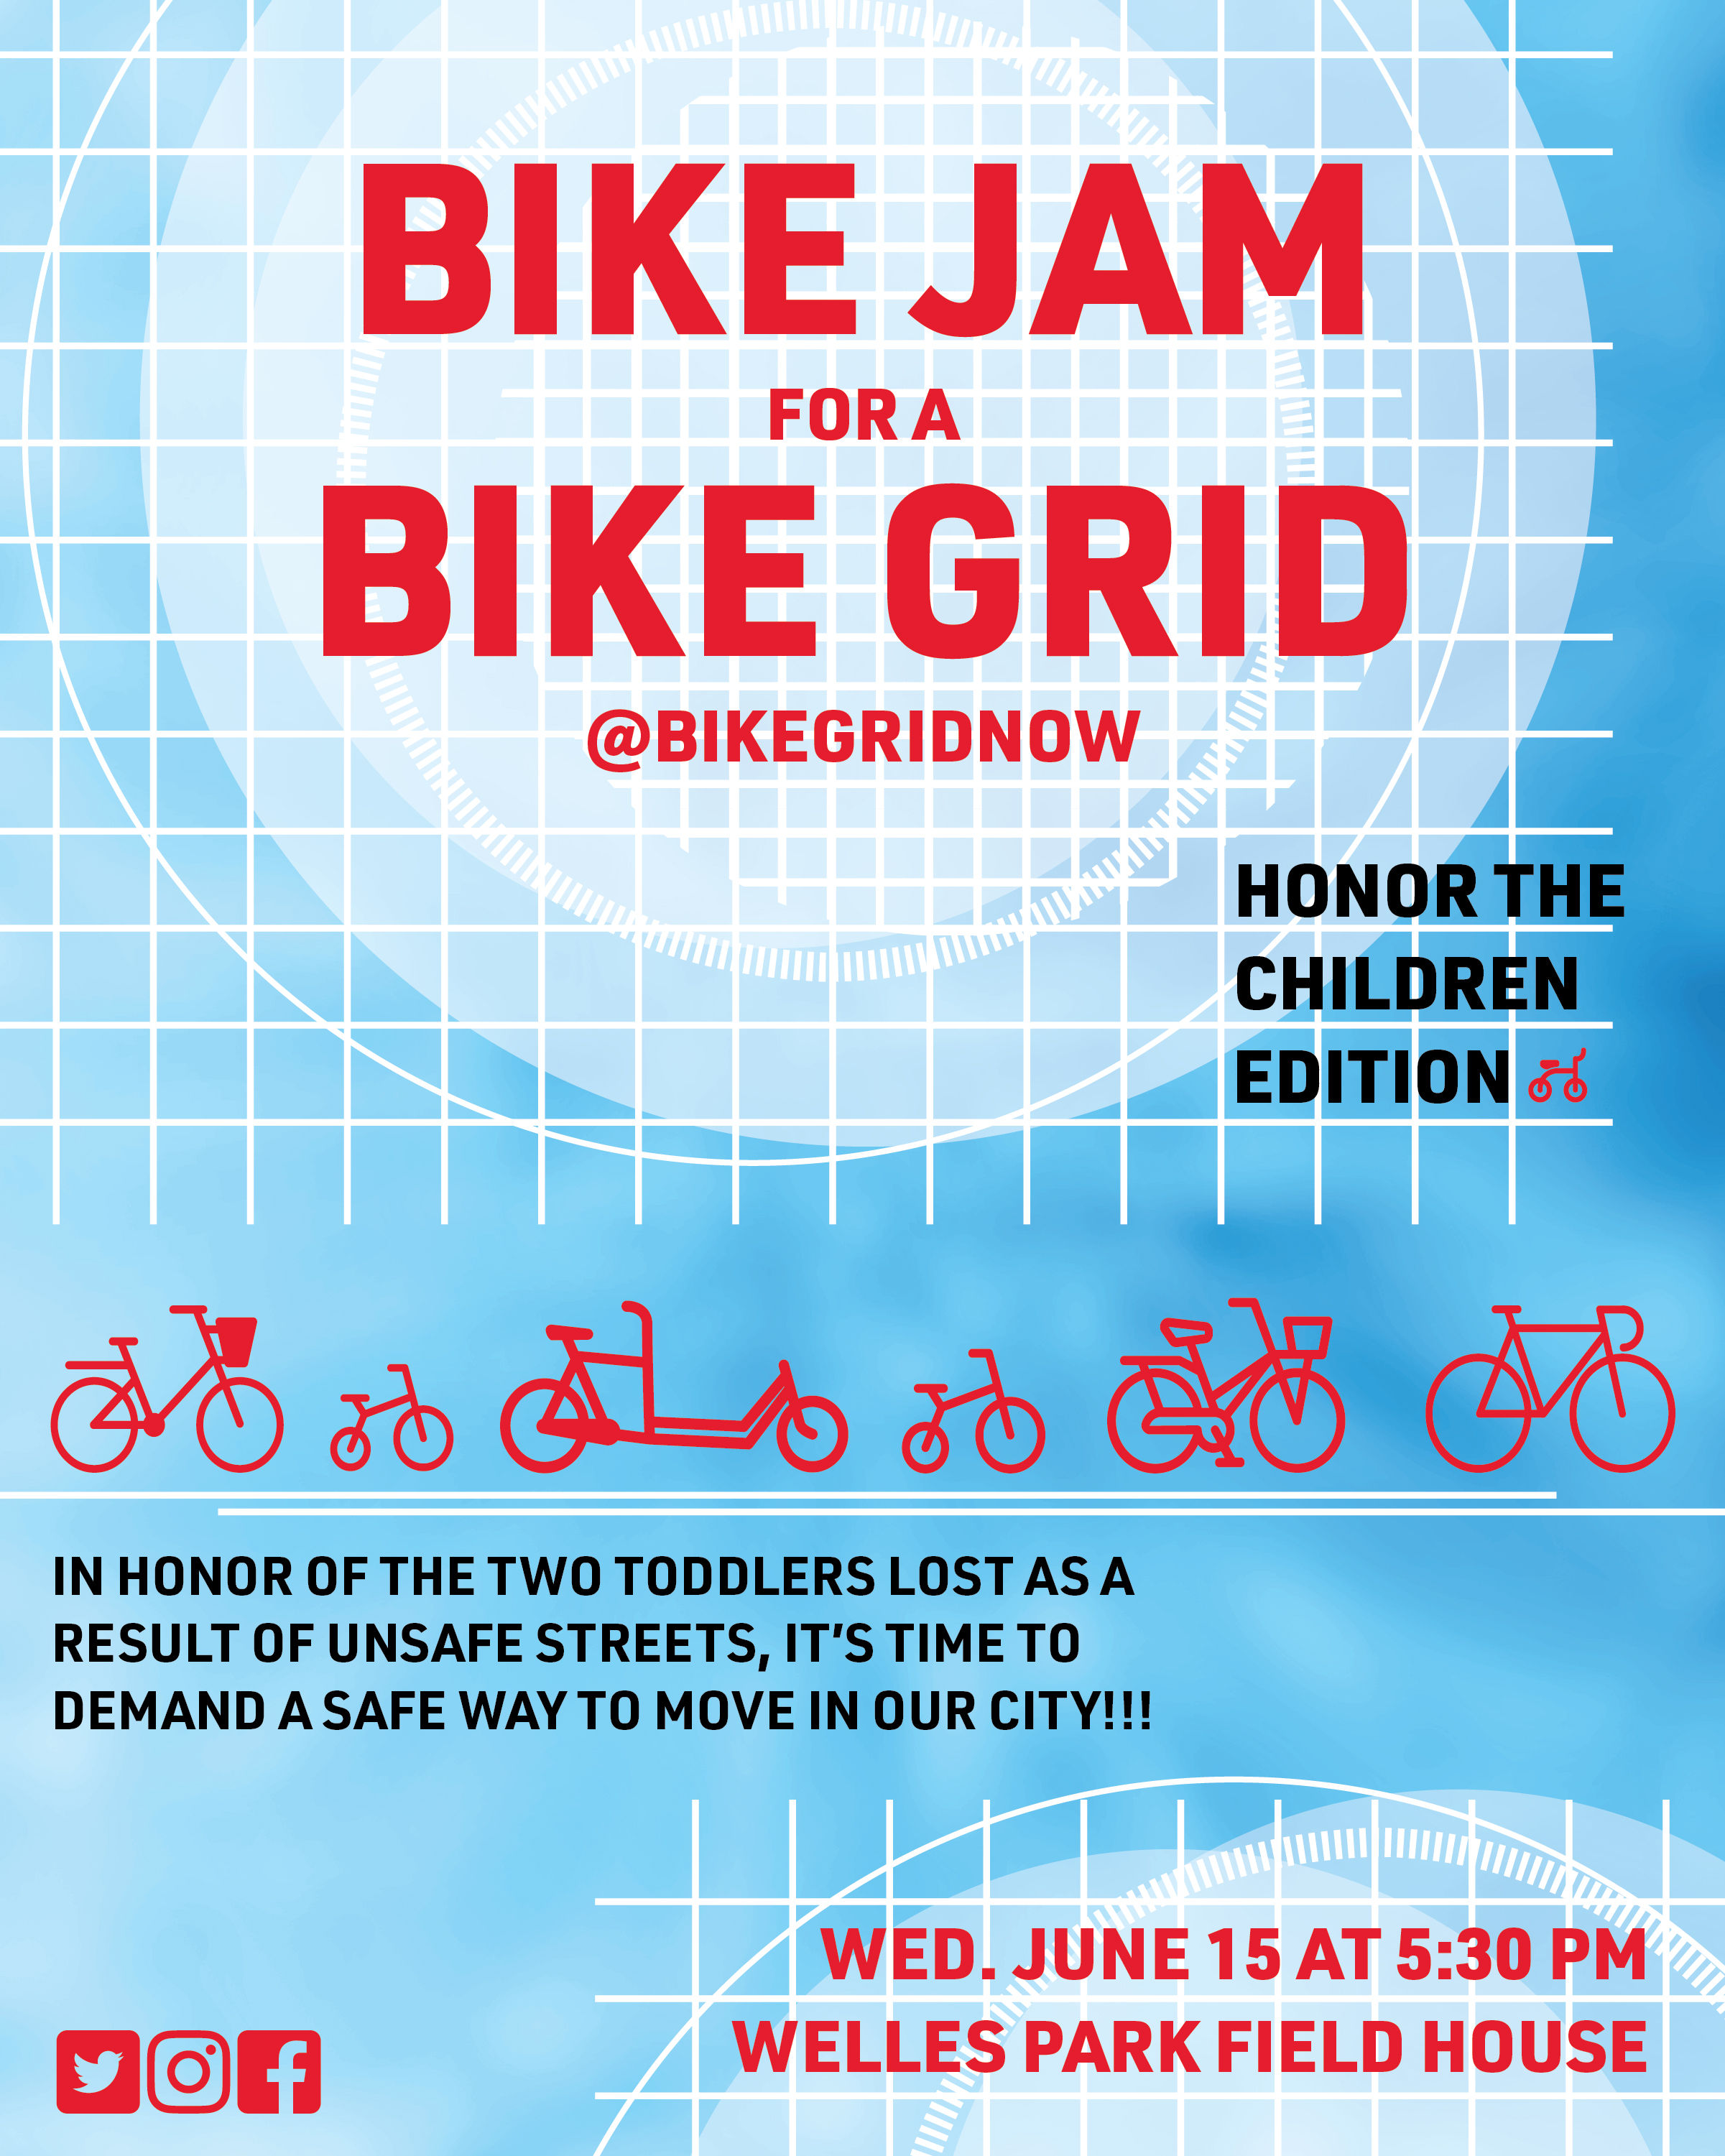 BIKE JAM
FOR A
BIKE GRID
@BIKEGRIDNOW
HONOR THE
CHILDREN
EDITION
IN HONOR OF THE TWO TODDLERS LOST AS A
RESULT OF UNSAFE STREETS, IT'S TIME TO
DEMAND A SAFE WAY TO MOVE IN OUR CITY!!!
WED. JUNE 15 AT 5:30 PM
WELLES PARK FIELD HOUSE